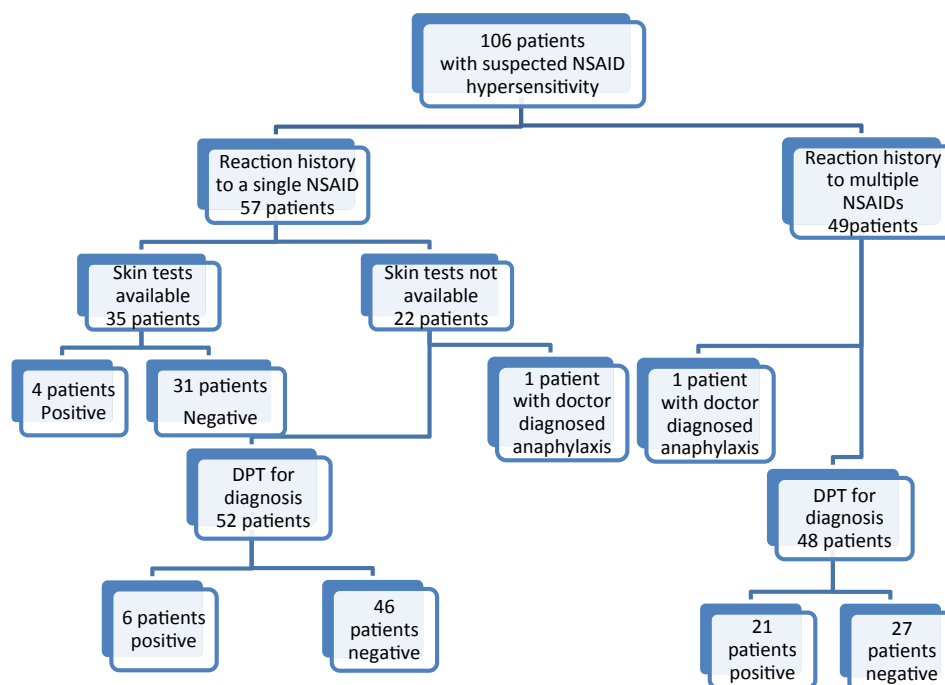 106 patients
with suspected NSAID
hypersensitivity
Reaction history
to a single NSAID
57 patients
Reaction history
to multiple
NSAIDs
49patients
Skin tests
available
35 patients
Skin tests not
available
22 patients
4 patients
Positive
31 patients
Negative
1 patient
with doctor
diagnosed
anaphylaxis
1 patient
with doctor
diagnosed
anaphylaxis
DPT for
diagnosis
52 patients
DPT for
diagnosis
48 patients
6 patients
positive
46
patients
negative
21
patients
positive
27
patients
negative